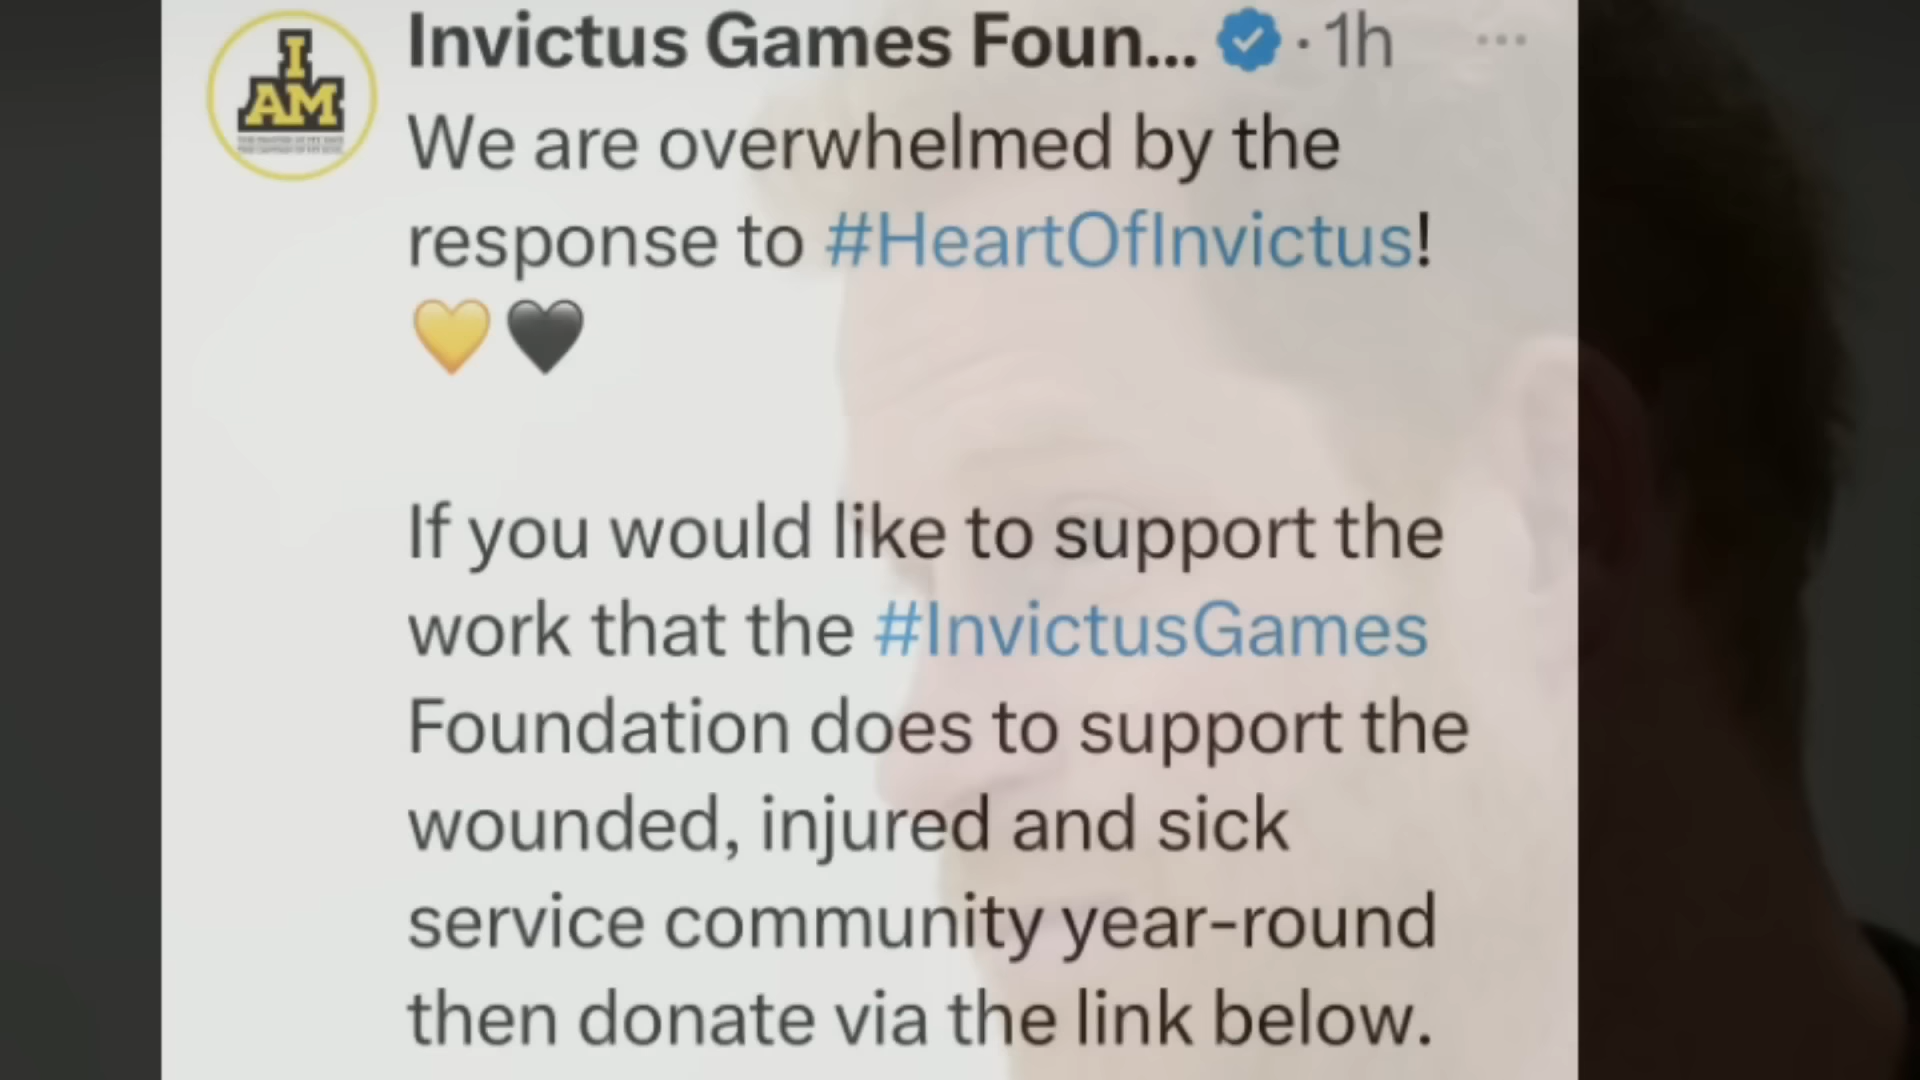 I
AM
Invictus Games Foun... · 1h ...
We are overwhelmed by the
response to #HeartOfInvictus!
💛🖤
If you would like to support the
work that the #InvictusGames
Foundation does to support the
wounded, injured and sick
service community year-round
then donate via the link below.